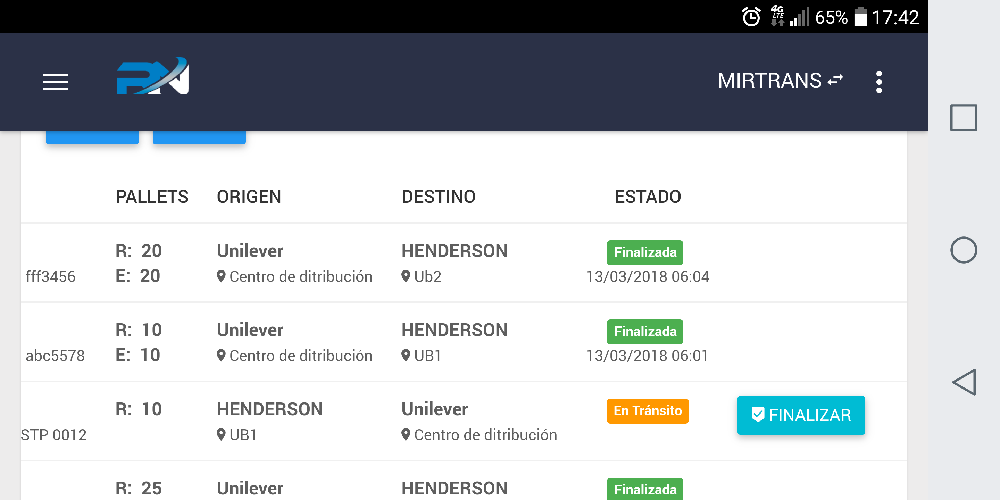 4G LTE 65% 17:42
PN MIRTRANS
PALLETS ORIGEN DESTINO ESTADO
R: 20 Unilever HENDERSON Finalizada
fff3456 E: 20 Centro de ditribución Ub2 13/03/2018 06:04
R: 10 Unilever HENDERSON Finalizada
abc5578 E: 10 Centro de ditribución UB1 13/03/2018 06:01
R: 10 HENDERSON Unilever En Tránsito FINALIZAR
STP 0012 UB1 Centro de ditribución
R: 25 Unilever HENDERSON Finalizada